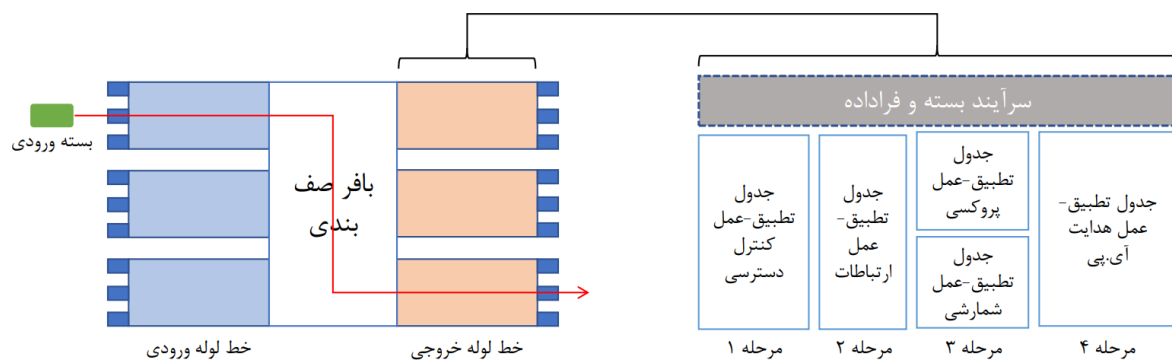 سرآیند بسته و فراداده
بسته ورودی
بافر صف
بندی
جدول
تطبیق-عمل
کنترل
دسترسی
جدول
تطبیق-
عمل
ارتباطات
جدول
تطبیق-عمل
پروکسی
جدول
تطبیق-عمل
شمارشی
جدول تطبیق-
عمل هدایت
آی.پی
خط لوله ورودی
خط لوله خروجی
مرحله ۱
مرحله ۲
مرحله ۳
مرحله ۴